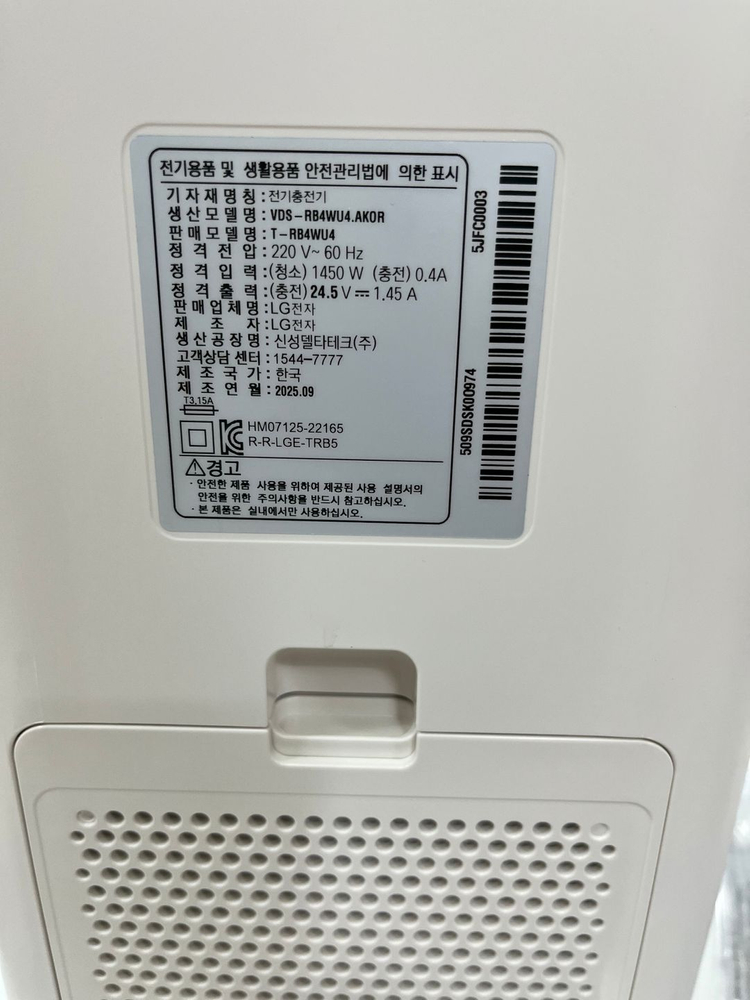 전기용품 및 생활용품 안전관리법에 의한 표시
기 자 재 명 칭 : 전기충전기
생 산 모 델 명 : VDS-RB4WU4.AKOR
판 매 모 델 명 : T-RB4WU4
정 격 전 압 : 220 V~ 60 Hz
정 격 입 력 : (청소) 1450 W (충전) 0.4A
정 격 출 력 : (충전) 24.5 V ⎓ 1.45 A
판 매 업 체 명 : LG전자
제 조 자 : LG전자
생 산 공 장 명 : 신성델타테크(주)
고객상담 센터 : 1544-7777
제 조 국 가 : 한국
제 조 연 월 : 2025.09
T3.15A
HM07125-22165
R-R-LGE-TRB5
⚠경고
· 안전한 제품 사용을 위하여 제공된 사용 설명서의
안전을 위한 주의사항을 반드시 참고하십시오.
· 본 제품은 실내에서만 사용하십시오.
5JFC0003
509SDSK00974